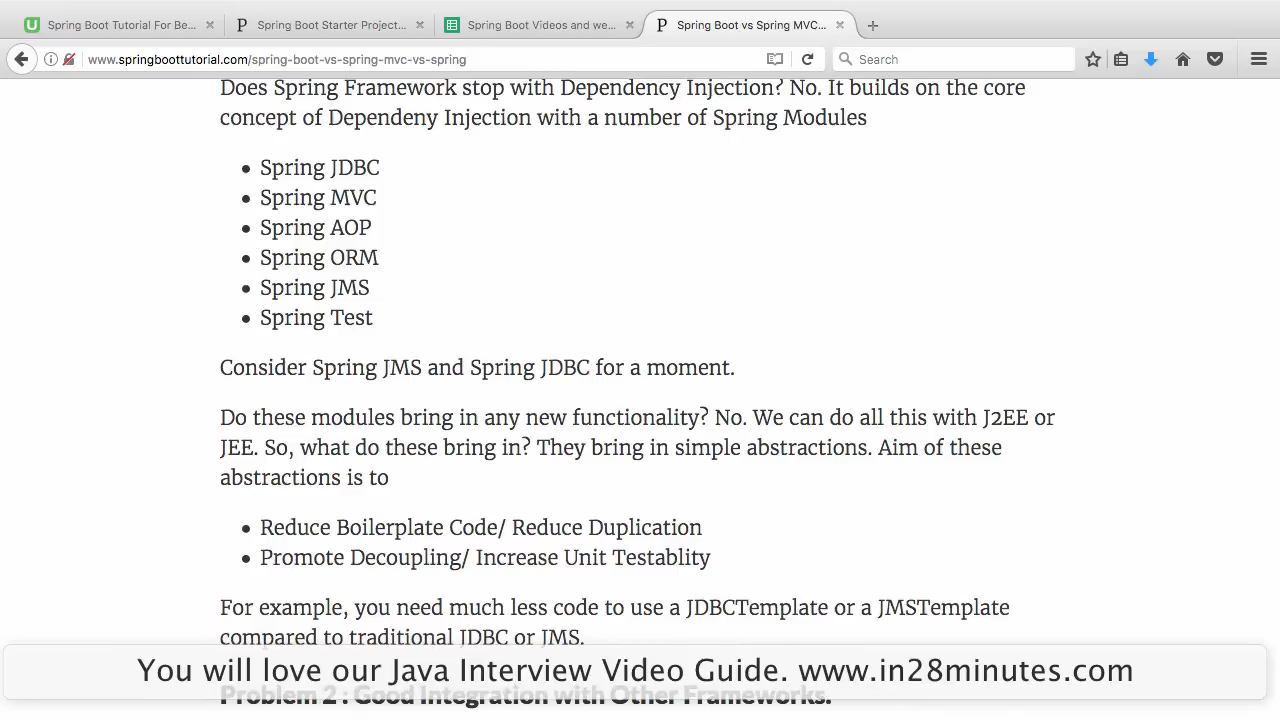 Spring Boot Tutorial For Be...
Spring Boot Starter Project...
Spring Boot Videos and we...
Spring Boot vs Spring MVC...
www.springboottutorial.com/spring-boot-vs-spring-mvc-vs-spring
Search
Does Spring Framework stop with Dependency Injection? No. It builds on the core
concept of Dependeny Injection with a number of Spring Modules
• Spring JDBC
• Spring MVC
• Spring AOP
• Spring ORM
• Spring JMS
• Spring Test
Consider Spring JMS and Spring JDBC for a moment.
Do these modules bring in any new functionality? No. We can do all this with J2EE or
JEE. So, what do these bring in? They bring in simple abstractions. Aim of these
abstractions is to
• Reduce Boilerplate Code/ Reduce Duplication
• Promote Decoupling/ Increase Unit Testablity
For example, you need much less code to use a JDBCTemplate or a JMSTemplate
compared to traditional JDBC or JMS.
You will love our Java Interview Video Guide. www.in28minutes.com
Problem 2 : Good Integration with Other Frameworks.